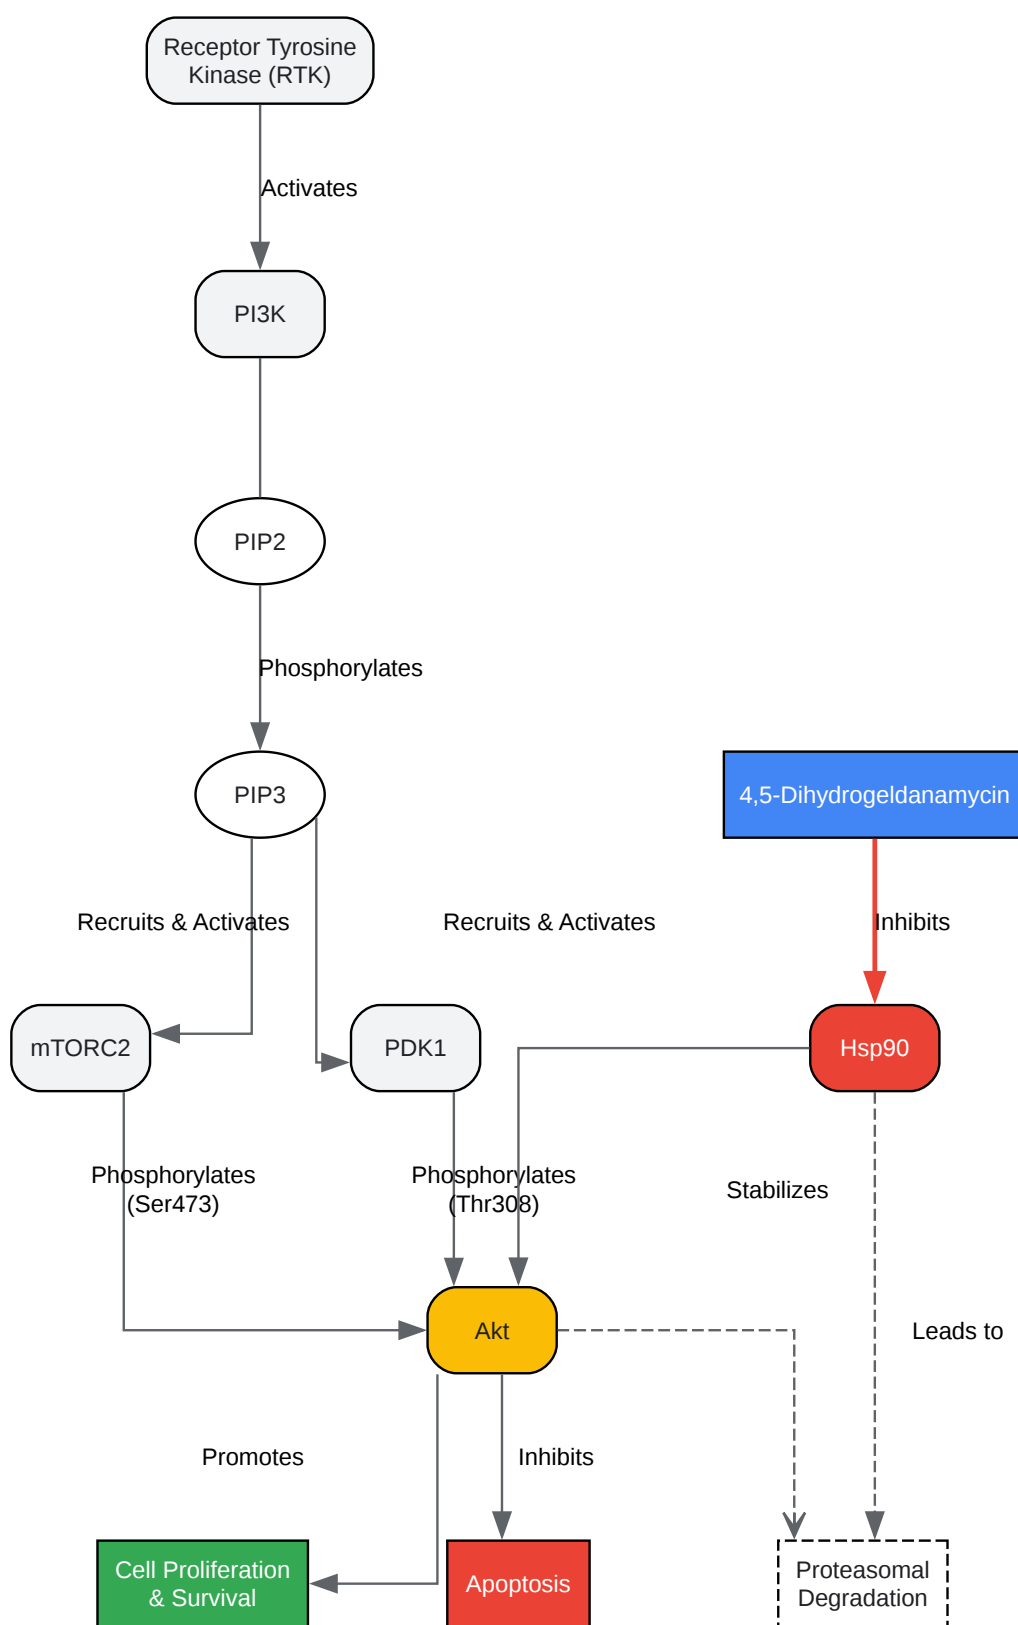 Receptor Tyrosine
Kinase (RTK)
Activates
PI3K
PIP2
Phosphorylates
PIP3
4,5-Dihydrogeldanamycin
Recruits & Activates
Recruits & Activates
Inhibits
mTORC2
PDK1
Hsp90
Phosphorylates
(Ser473)
Phosphorylates
(Thr308)
Stabilizes
Akt
Leads to
Promotes
Inhibits
Cell Proliferation
& Survival
Apoptosis
Proteasomal
Degradation